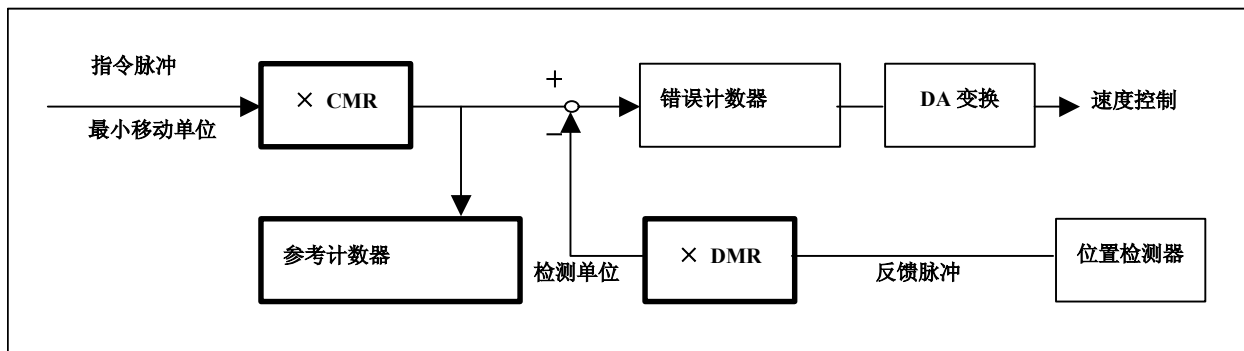 指令脉冲
最小移动单位
× CMR
+
−
错误计数器
DA 变换
速度控制
参考计数器
检测单位
× DMR
反馈脉冲
位置检测器